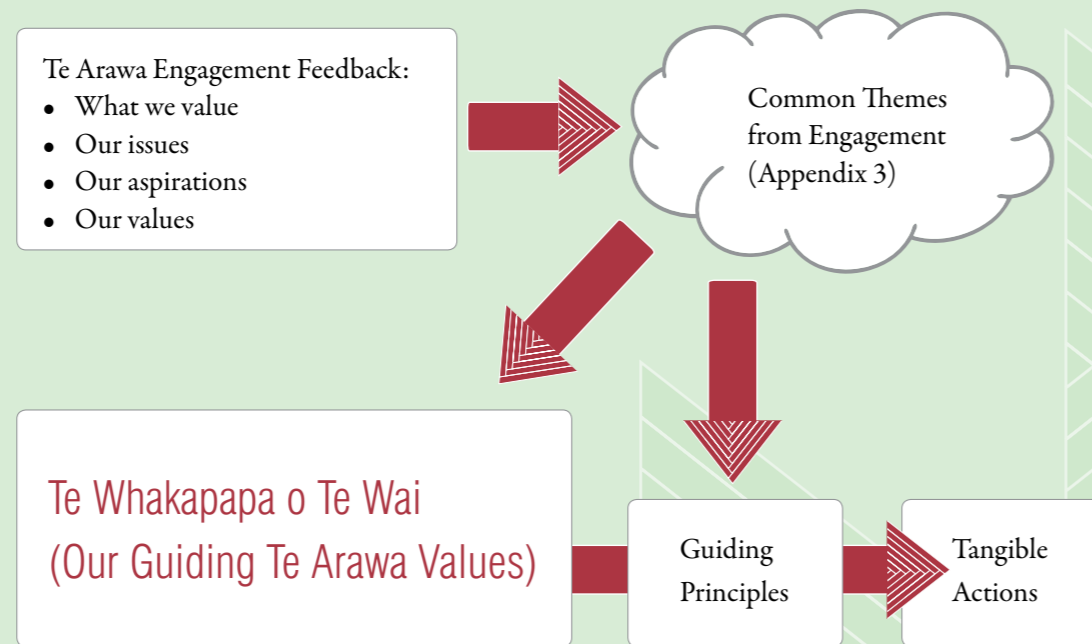 Te Arawa Engagement Feedback:
• What we value
• Our issues
• Our aspirations
• Our values
Common Themes
from Engagement
(Appendix 3)
Te Whakapapa o Te Wai
(Our Guiding Te Arawa Values)
Guiding
Principles
Tangible
Actions